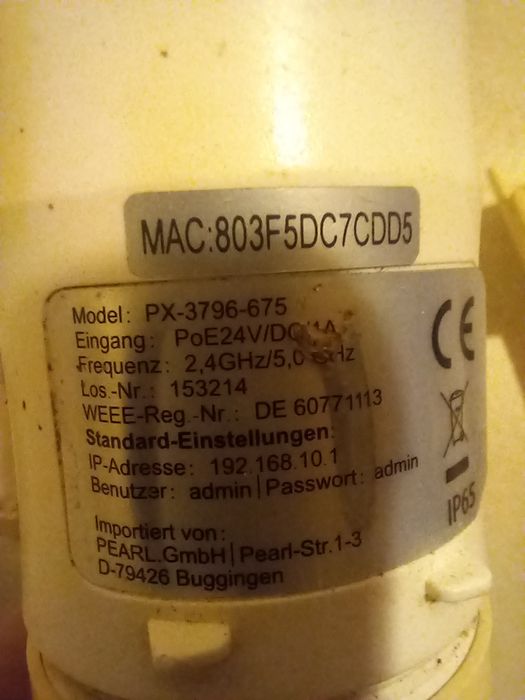 MAC:803F5DC7CDD5
Model: PX-3796-675
Eingang: PoE24V/DC/1A
Frequenz: 2,4GHz/5,0 GHz
Los.-Nr.: 153214
WEEE-Reg.-Nr.: DE 60771113
Standard-Einstellungen:
IP-Adresse: 192.168.10.1
Benutzer: admin|Passwort: admin
Importiert von:
PEARL.GmbH|Pearl-Str.1-3
D-79426 Buggingen
CE
IP65